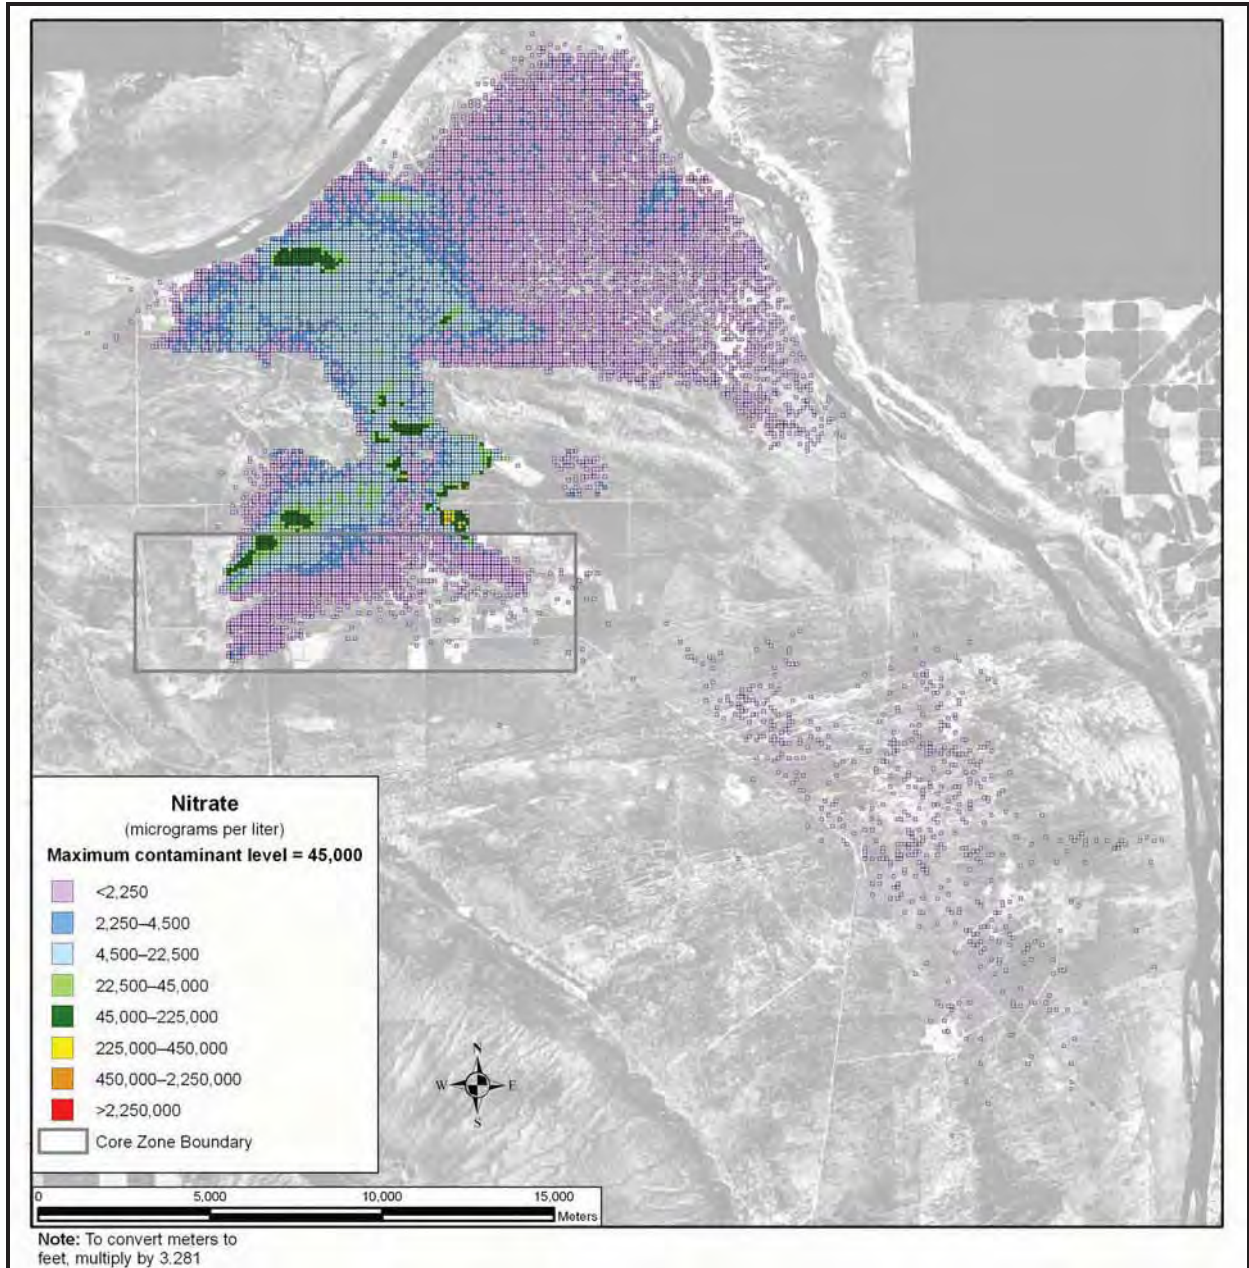 Nitrate
(micrograms per liter)
Maximum contaminant level = 45,000
<2,250
2,250–4,500
4,500–22,500
22,500–45,000
45,000–225,000
225,000–450,000
450,000–2,250,000
>2,250,000
Core Zone Boundary
N
W E
S
0 5,000 10,000 15,000
Meters
Note: To convert meters to
feet, multiply by 3.281